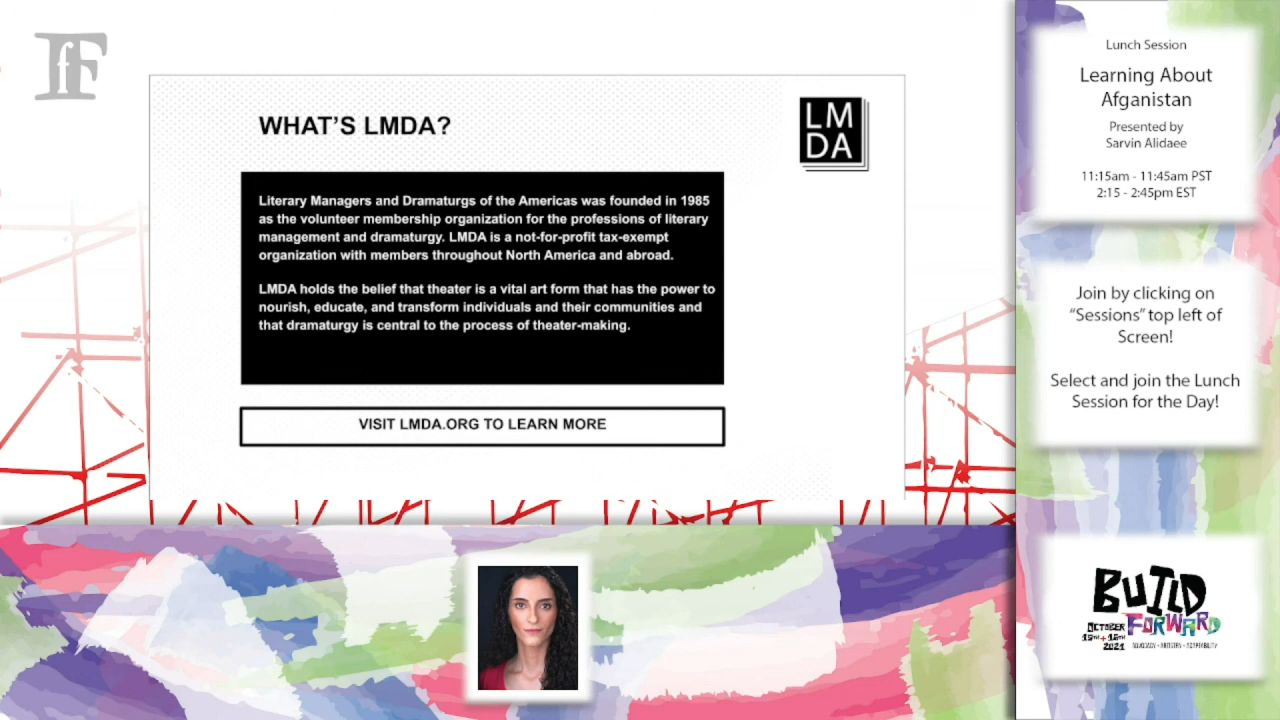 fF
WHAT'S LMDA?
LM
DA
Literary Managers and Dramaturgs of the Americas was founded in 1985
as the volunteer membership organization for the professions of literary
management and dramaturgy. LMDA is a not-for-profit tax-exempt
organization with members throughout North America and abroad.
LMDA holds the belief that theater is a vital art form that has the power to
nourish, educate, and transform individuals and their communities and
that dramaturgy is central to the process of theater-making.
VISIT LMDA.ORG TO LEARN MORE
Lunch Session
Learning About
Afganistan
Presented by
Sarvin Alidaee
11:15am - 11:45am PST
2:15 - 2:45pm EST
Join by clicking on
“Sessions” top left of
Screen!
Select and join the Lunch
Session for the Day!
BUILD
FORWARD
OCTOBER
15TH + 16TH
2021
ADVOCACY • ARTISTRY • ADAPTABILITY